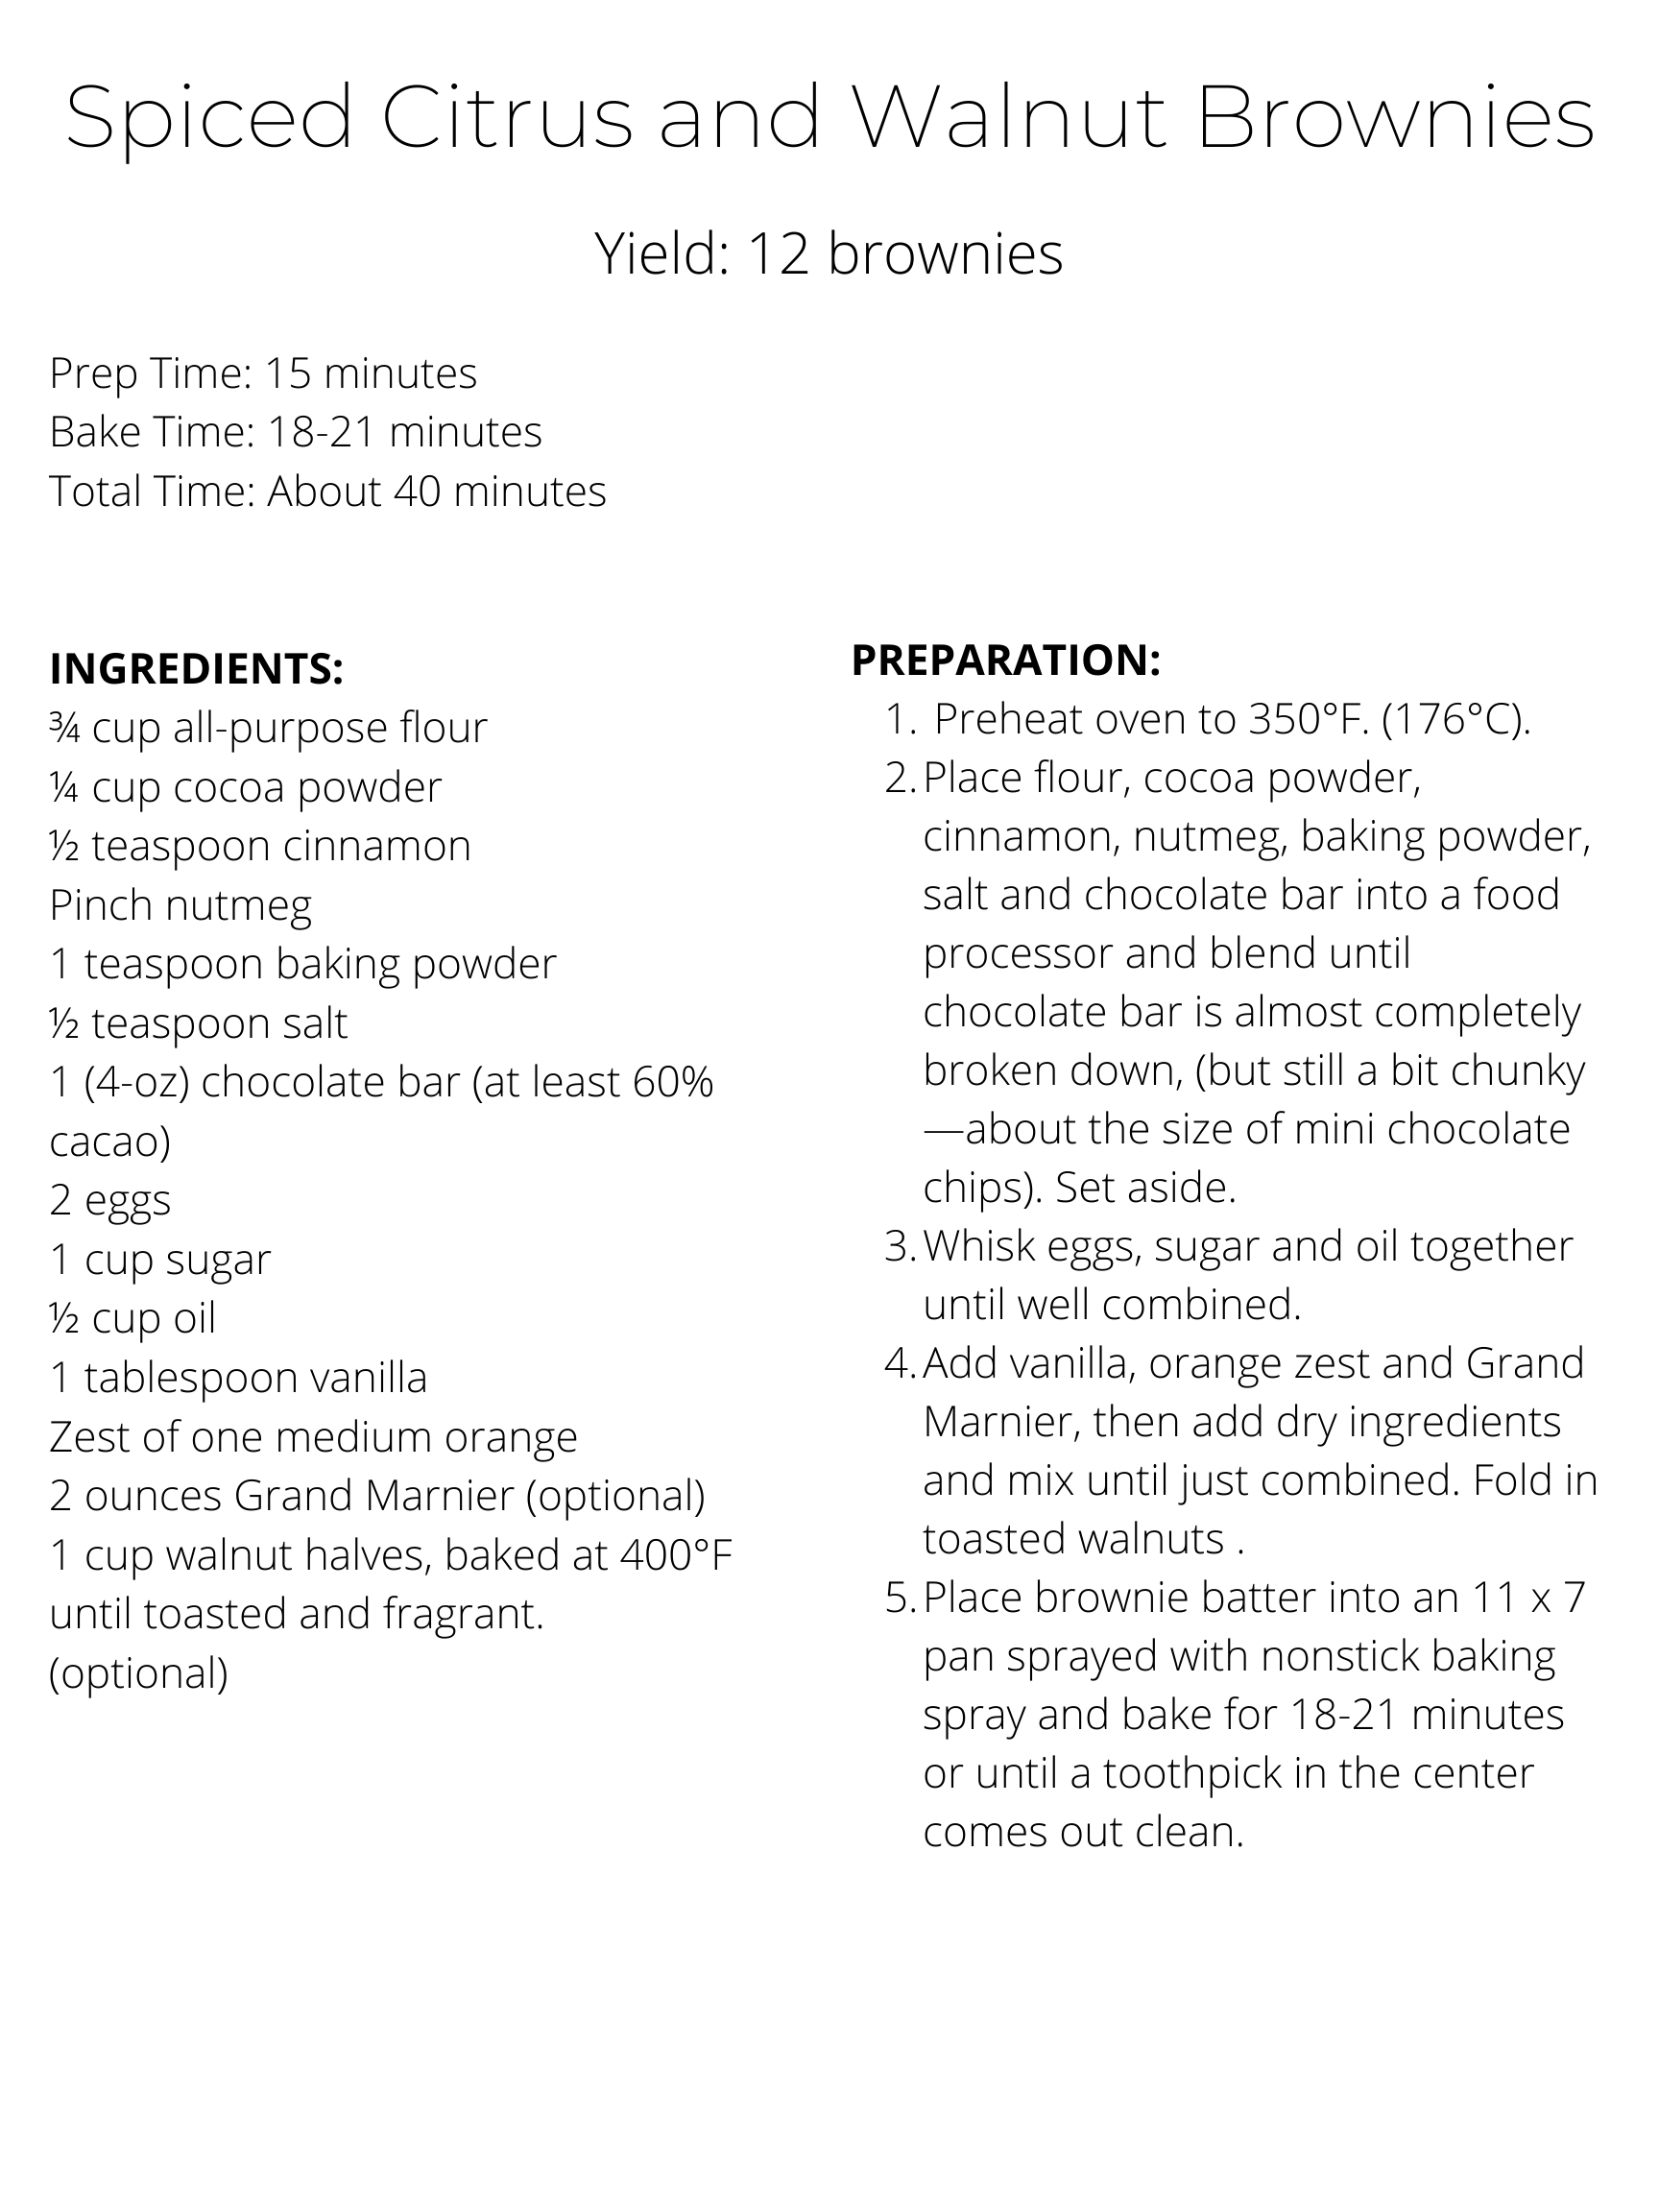 Spiced Citrus and Walnut Brownies
Yield: 12 brownies
Prep Time: 15 minutes
Bake Time: 18-21 minutes
Total Time: About 40 minutes
INGREDIENTS:
¾ cup all-purpose flour
¼ cup cocoa powder
½ teaspoon cinnamon
Pinch nutmeg
1 teaspoon baking powder
½ teaspoon salt
1 (4-oz) chocolate bar (at least 60%
cacao)
2 eggs
1 cup sugar
½ cup oil
1 tablespoon vanilla
Zest of one medium orange
2 ounces Grand Marnier (optional)
1 cup walnut halves, baked at 400°F
until toasted and fragrant.
(optional)
PREPARATION:
1. Preheat oven to 350°F. (176°C).
2. Place flour, cocoa powder,
cinnamon, nutmeg, baking powder,
salt and chocolate bar into a food
processor and blend until
chocolate bar is almost completely
broken down, (but still a bit chunky
—about the size of mini chocolate
chips). Set aside.
3. Whisk eggs, sugar and oil together
until well combined.
4. Add vanilla, orange zest and Grand
Marnier, then add dry ingredients
and mix until just combined. Fold in
toasted walnuts .
5. Place brownie batter into an 11 x 7
pan sprayed with nonstick baking
spray and bake for 18-21 minutes
or until a toothpick in the center
comes out clean.